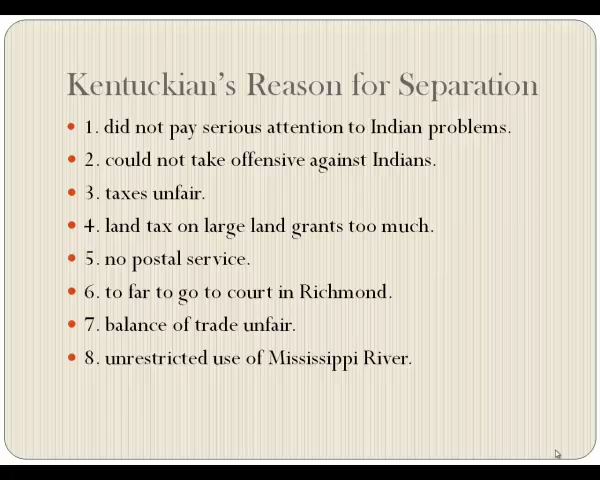 Kentuckian's Reason for Separation
1. did not pay serious attention to Indian problems.
2. could not take offensive against Indians.
3. taxes unfair.
4. land tax on large land grants too much.
5. no postal service.
6. to far to go to court in Richmond.
7. balance of trade unfair.
8. unrestricted use of Mississippi River.